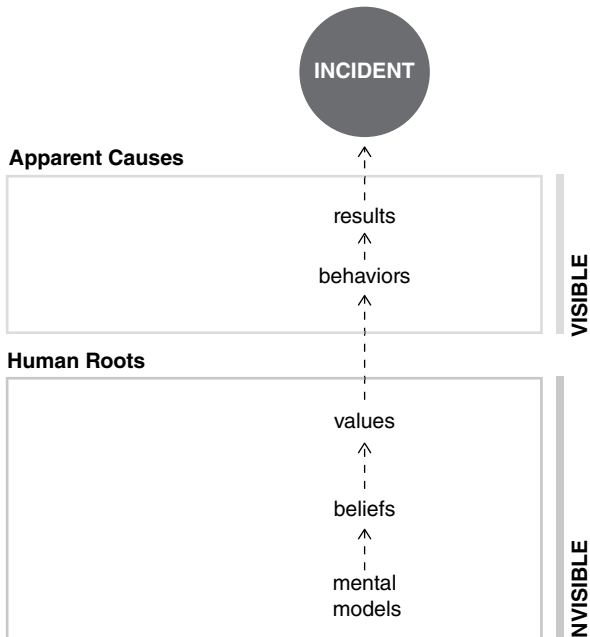 INCIDENT
Apparent Causes
results
behaviors
VISIBLE
Human Roots
values
beliefs
mental
models
NVISIBLE